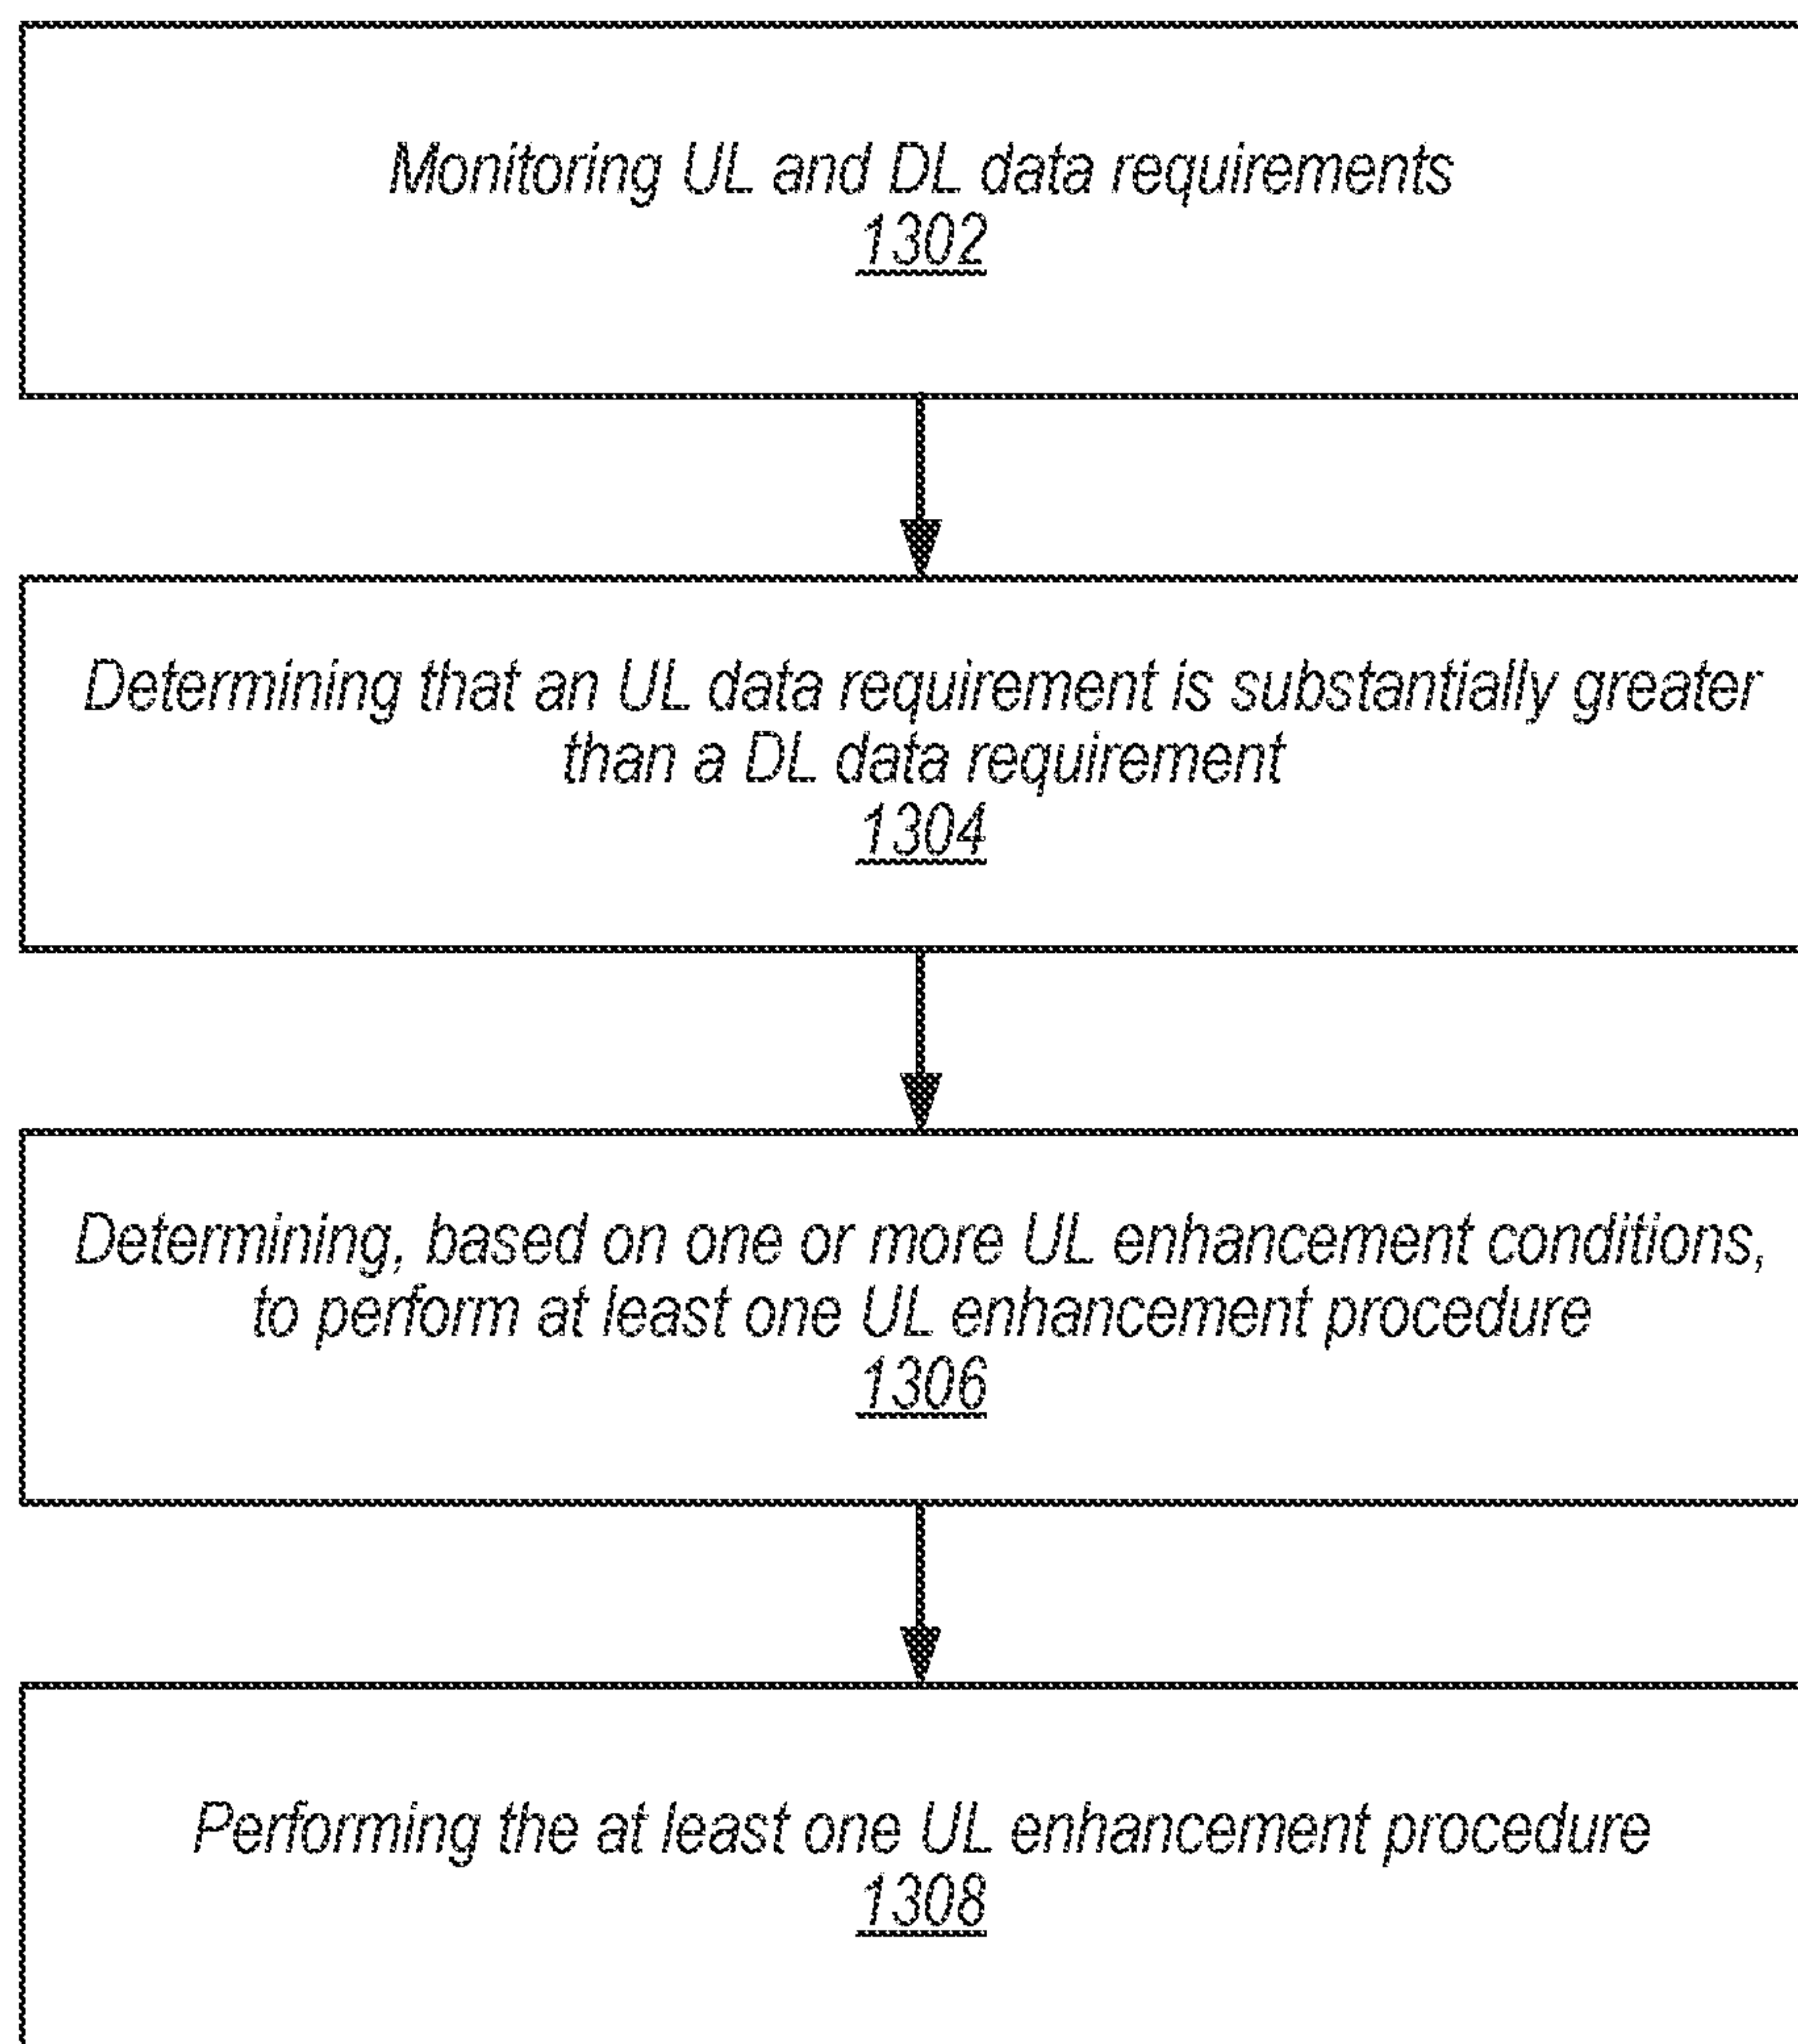 Monitoring UL and DL data requirements
1302
Determining that an UL data requirement is substantially greater
than a DL data requirement
1304
Determining, based on one or more UL enhancement conditions,
to perform at least one UL enhancement procedure
1306
Performing the at least one UL enhancement procedure
1308